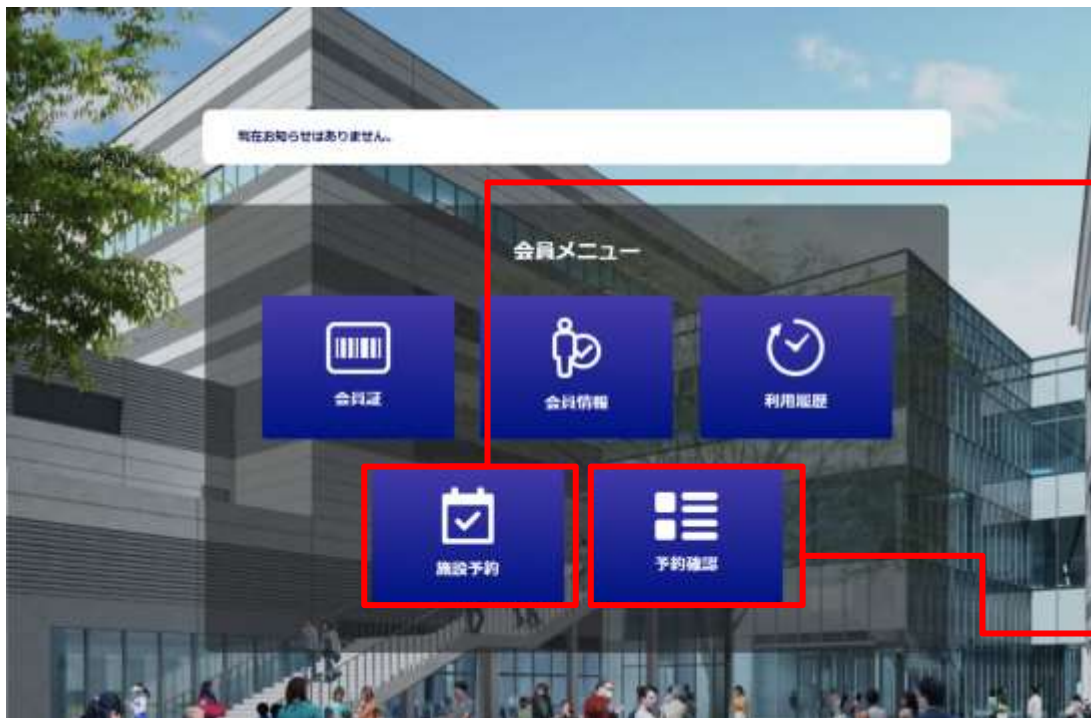 現在お知らせはありません。
会員メニュー
会員証
会員情報
利用履歴
施設予約
予約確認